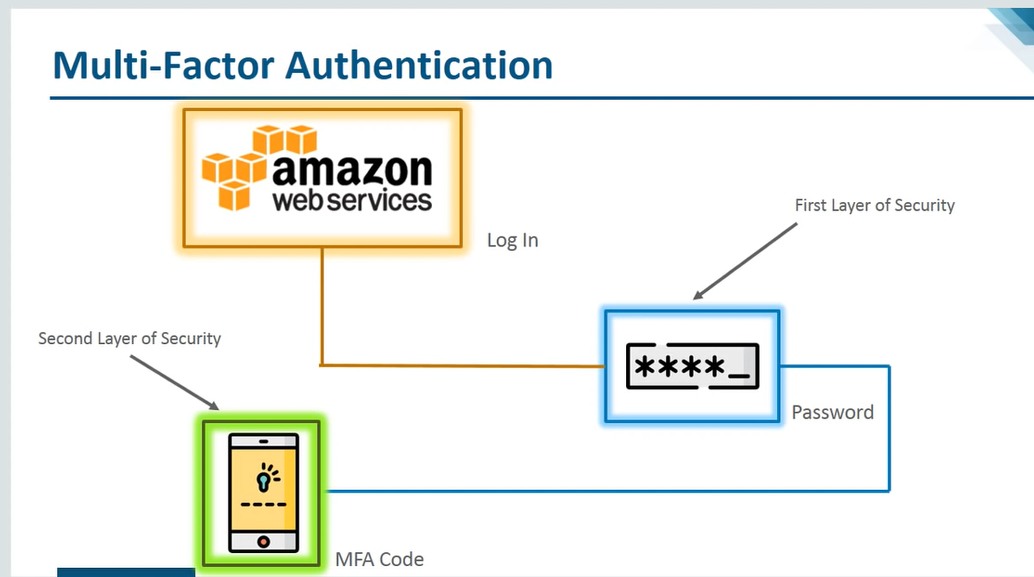 Multi-Factor Authentication
amazon
web services
Log In
First Layer of Security
Second Layer of Security
****_
Password
MFA Code